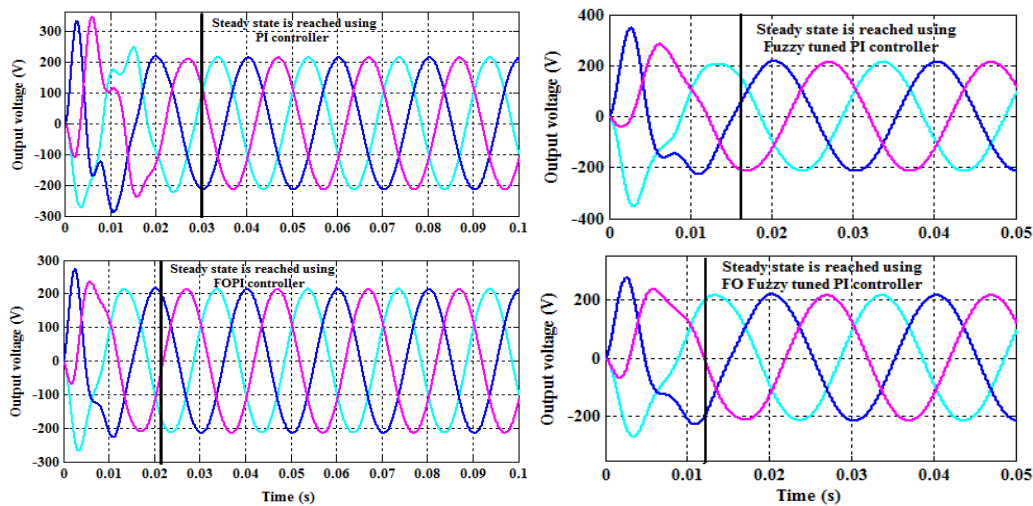 Steady state is reached using
PI controller
Output voltage (V)
300
200
100
0
-100
-200
-300
0 0.01 0.02 0.03 0.04 0.05 0.06 0.07 0.08 0.09 0.1
Steady state is reached using
Fuzzy tuned PI controller
Output voltage (V)
400
200
0
-200
-400
0 0.01 0.02 0.03 0.04 0.05
Steady state is reached using
FOPI controller
Output voltage (V)
300
200
100
0
-100
-200
-300
0 0.01 0.02 0.03 0.04 0.05 0.06 0.07 0.08 0.09 0.1
Time (s)
Steady state is reached using
FO Fuzzy tuned PI controller
Output voltage (V)
200
0
-200
0 0.01 0.02 0.03 0.04 0.05
Time (s)